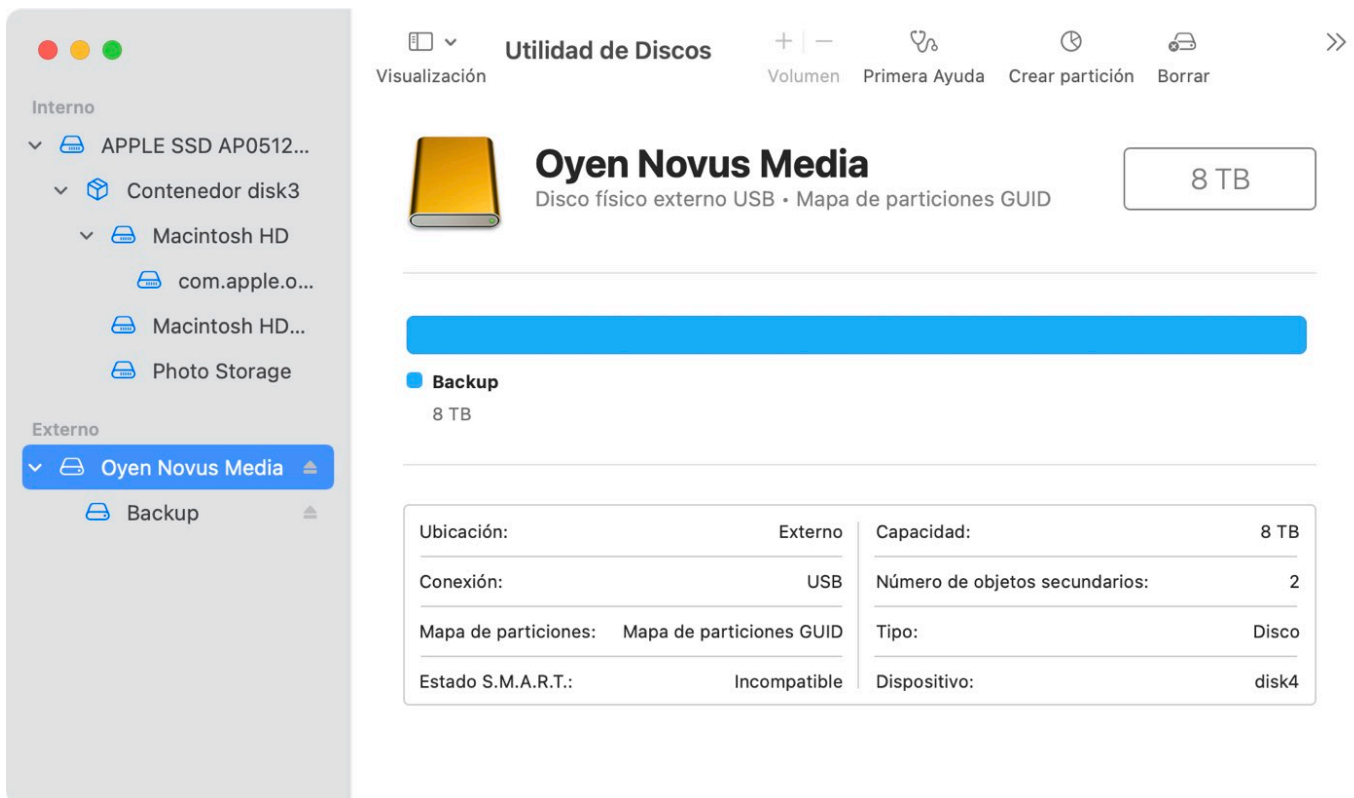 Utilidad de Discos
Visualización
Volumen
Primera Ayuda
Crear partición
Borrar
Interno
APPLE SSD AP0512...
Contenedor disk3
Macintosh HD
com.apple.o...
Macintosh HD...
Photo Storage
Externo
Oyen Novus Media
Backup
Oyen Novus Media
Disco físico externo USB • Mapa de particiones GUID
8 TB
Backup
8 TB
Ubicación: Externo
Conexión: USB
Mapa de particiones: Mapa de particiones GUID
Estado S.M.A.R.T.: Incompatible
Capacidad: 8 TB
Número de objetos secundarios: 2
Tipo: Disco
Dispositivo: disk4